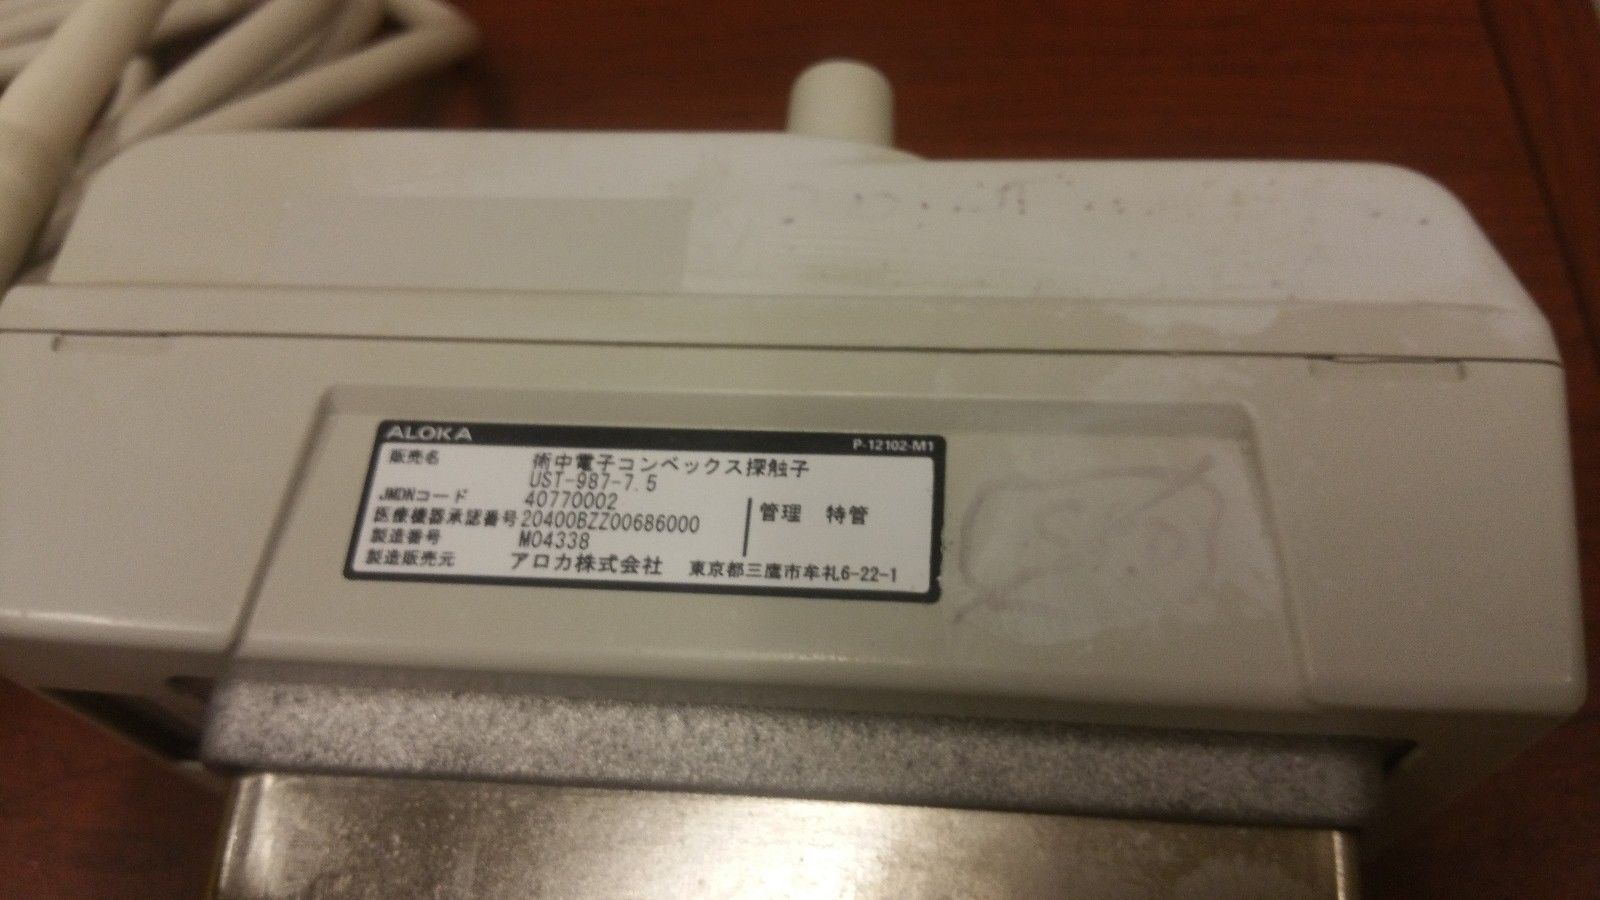 ALOKA P-12102-M1
販売名 術中電子コンベックス探触子
UST-987-7.5
JMDNコード 40770002
医療機器承認番号 20400BZZ00686000 管理 特管
製造番号 M04338
製造販売元 アロカ株式会社 東京都三鷹市牟礼6-22-1